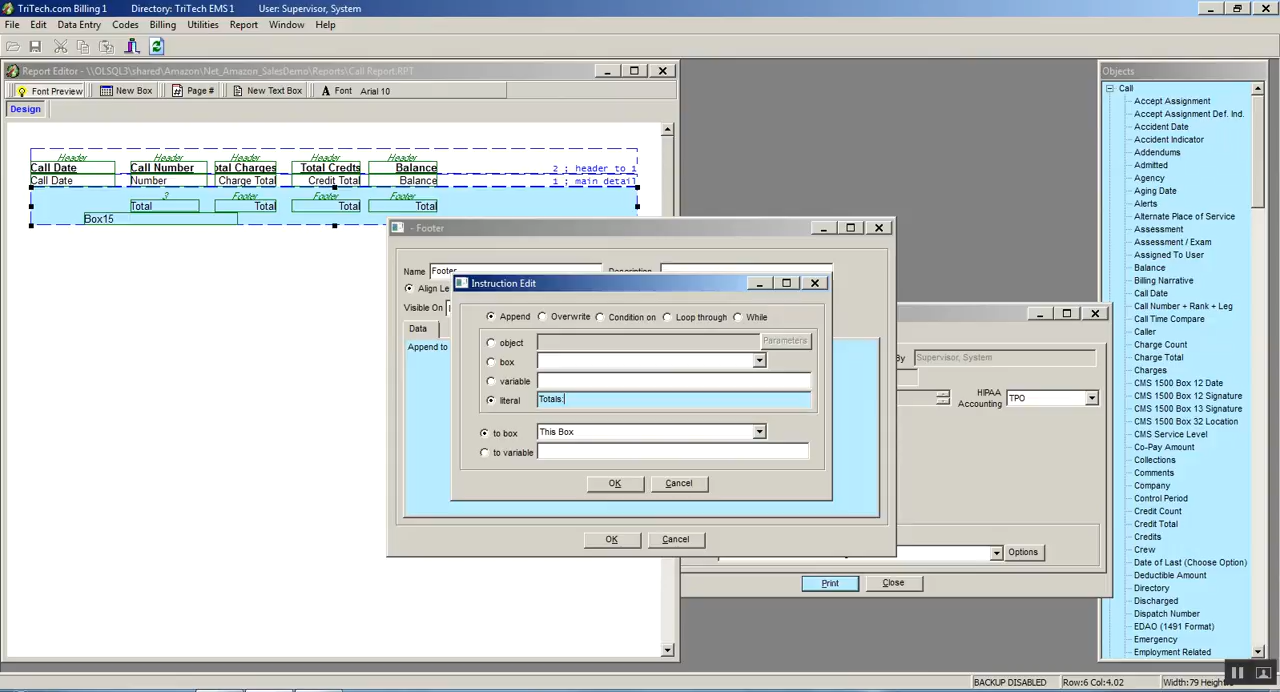 TriTech.com Billing 1 Directory: TriTech EMS 1 User: Supervisor, System
File Edit Data Entry Codes Billing Utilities Report Window Help
Report Editor - \\OLSQL3\shared\Amazon\Net_Amazon_SalesDemo\Reports\Call Report.RPT
Font Preview New Box Page # New Text Box Font Arial 10
Design
Header Header Header Header Header
Call Date Call Number otal Charges Total Credts Balance 2 : header to 1
Call Date Number Charge Total Credit Total Balance 1 : main detail
3 Footer Footer Footer
Total Total Total Total
Box15
- Footer
Name Footer Description
Align Le
Visible On
Data
Append to
Instruction Edit
Append Overwrite Condition on Loop through While
object Parameters
box
variable
literal Totals:
to box This Box
to variable
OK Cancel
OK Cancel
By Supervisor, System
HIPAA
Accounting TPO
Options
Print Close
Objects
Call
Accept Assignment
Accept Assignment Def. Ind.
Accident Date
Accident Indicator
Addendums
Admitted
Agency
Aging Date
Alerts
Alternate Place of Service
Assessment
Assessment / Exam
Assigned To User
Balance
Billing Narrative
Call Date
Call Number + Rank + Leg
Call Time Compare
Caller
Charge Count
Charge Total
Charges
CMS 1500 Box 12 Date
CMS 1500 Box 12 Signature
CMS 1500 Box 13 Signature
CMS 1500 Box 32 Location
CMS Service Level
Co-Pay Amount
Collections
Comments
Company
Control Period
Credit Count
Credit Total
Credits
Crew
Date of Last (Choose Option)
Deductible Amount
Directory
Discharged
Dispatch Number
EDAO (1491 Format)
Emergency
Employment Related
BACKUP DISABLED Row:6 Col:4.02 Width:79 Height: